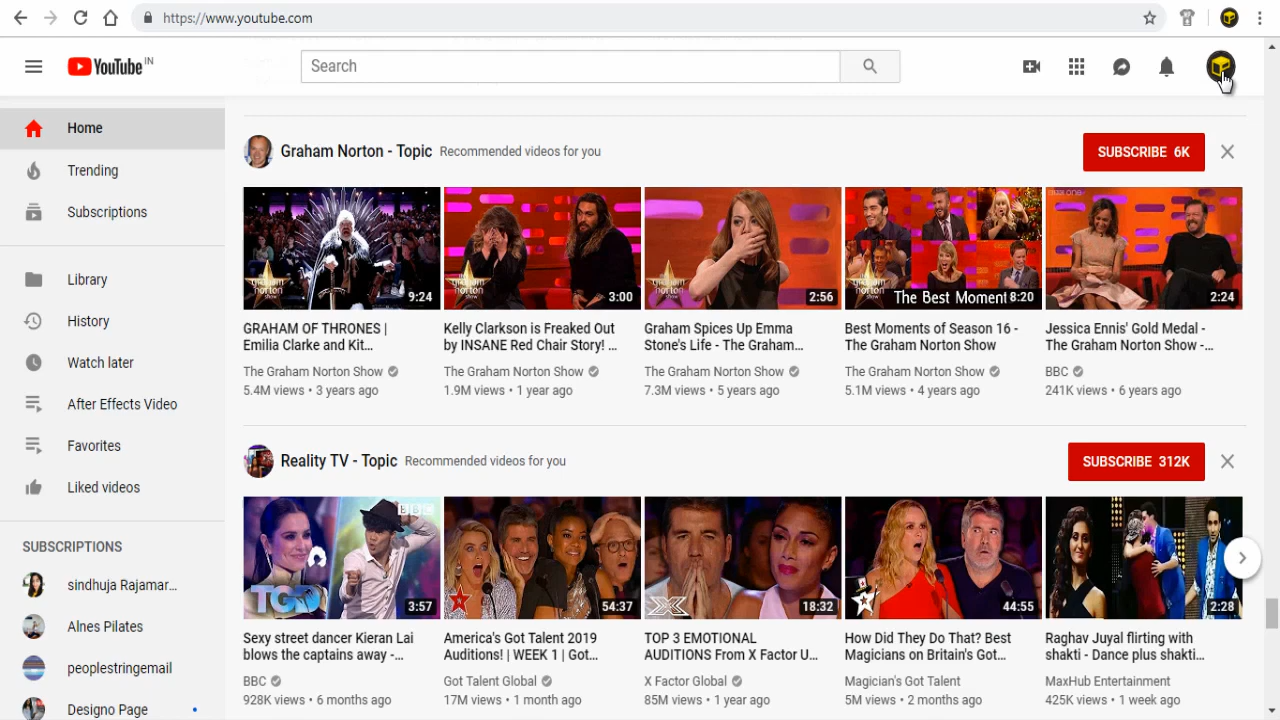 https://www.youtube.com
YouTube IN
Search
Home
Trending
Subscriptions
Library
History
Watch later
After Effects Video
Favorites
Liked videos
SUBSCRIPTIONS
sindhuja Rajamar...
Alnes Pilates
peoplestringemail
Designo Page
Graham Norton - Topic Recommended videos for you
SUBSCRIBE 6K
9:24
3:00
2:56
The Best Moment 8:20
2:24
GRAHAM OF THRONES |
Emilia Clarke and Kit...
The Graham Norton Show
5.4M views • 3 years ago
Kelly Clarkson is Freaked Out
by INSANE Red Chair Story! ...
The Graham Norton Show
1.9M views • 1 year ago
Graham Spices Up Emma
Stone's Life - The Graham...
The Graham Norton Show
7.3M views • 5 years ago
Best Moments of Season 16 -
The Graham Norton Show
The Graham Norton Show
5.1M views • 4 years ago
Jessica Ennis' Gold Medal -
The Graham Norton Show -...
BBC
241K views • 6 years ago
Reality TV - Topic Recommended videos for you
SUBSCRIBE 312K
BBC
3:57
54:37
18:32
44:55
2:28
Sexy street dancer Kieran Lai
blows the captains away -...
BBC
928K views • 6 months ago
America's Got Talent 2019
Auditions! | WEEK 1 | Got...
Got Talent Global
17M views • 1 month ago
TOP 3 EMOTIONAL
AUDITIONS From X Factor U...
X Factor Global
85M views • 1 year ago
How Did They Do That? Best
Magicians on Britain's Got...
Magician's Got Talent
5M views • 2 months ago
Raghav Juyal flirting with
shakti - Dance plus shakti...
MaxHub Entertainment
425K views • 1 week ago